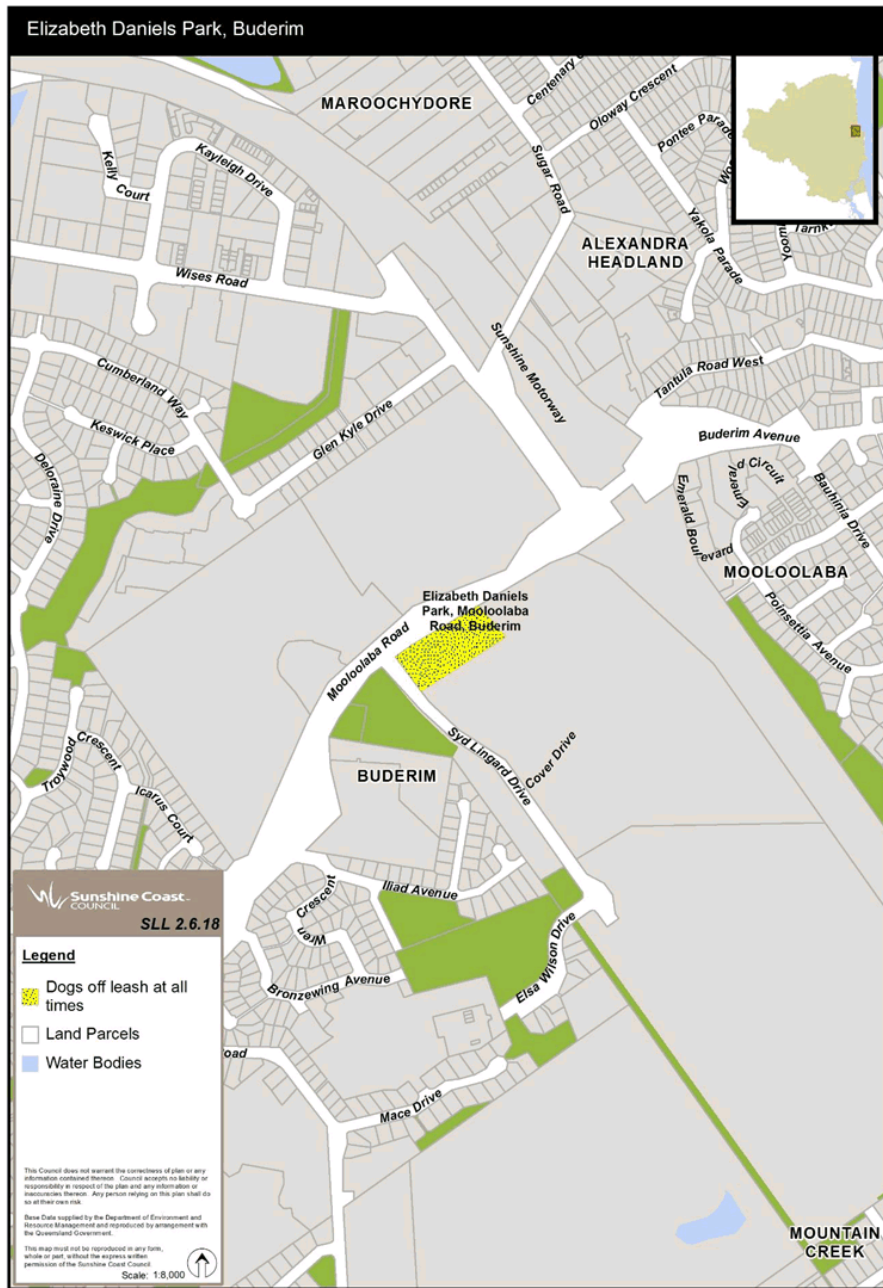 Elizabeth Daniels Park, Buderim
MAROOCHYDORE
Centenary
Oloway Crescent
Pontee Parade
Kelly
Court
Kayleigh Drive
Sugar Road
Yakola Parade
Yoom
ALEXANDRA
HEADLAND
Wises Road
Sunshine Motorway
Tantula Road West
Cumberland Way
Keswick Place
Glen Kyle Drive
Buderim Avenue
Deloraine Drive
Emerald Circuit
Emerald Boulevard
Bauhinia Drive
MOOLOOLABA
Poinsettia Avenue
Elizabeth Daniels
Park, Mooloolaba
Road, Buderim
Mooloolaba Road
Syd Lingard Drive
Cover Drive
BUDERIM
Troywood
Crescent
Icarus Court
Iliad Avenue
Wren
Crescent
Bronzewing Avenue
Elsa Wilson Drive
oad
Mace Drive
MOUNTAIN
CREEK
Sunshine Coast
COUNCIL
SLL 2.6.18
Legend
Dogs off leash at all
times
Land Parcels
Water Bodies
This Council does not warrant the correctness of plan or any
information contained thereon. Council accepts no liability or
responsibility in respect of the plan and any information or
inaccuracies thereon. Any person relying on this plan shall do
so at their own risk
Base Data supplied by the Department of Environment and
Resource Management and reproduced by arrangement with
the Queensland Government.
This map must not be reproduced in any form,
whole or part, without the express written
permission of the Sunshine Coast Council.
Scale: 1:8,000